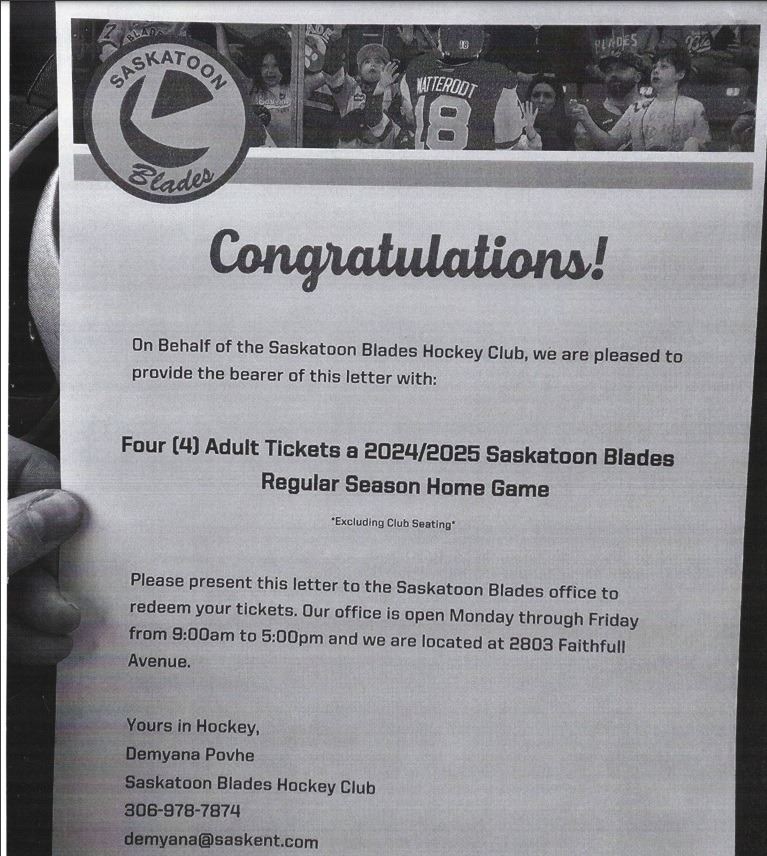 BLADES
BLADES
18
WATTEROOT
18
SASKATOON
Blades
Congratulations!
On Behalf of the Saskatoon Blades Hockey Club, we are pleased to
provide the bearer of this letter with:
Four (4) Adult Tickets a 2024/2025 Saskatoon Blades
Regular Season Home Game
*Excluding Club Seating*
Please present this letter to the Saskatoon Blades office to
redeem your tickets. Our office is open Monday through Friday
from 9:00am to 5:00pm and we are located at 2803 Faithfull
Avenue.
Yours in Hockey,
Demyana Povhe
Saskatoon Blades Hockey Club
306-978-7874
demyana@saskent.com